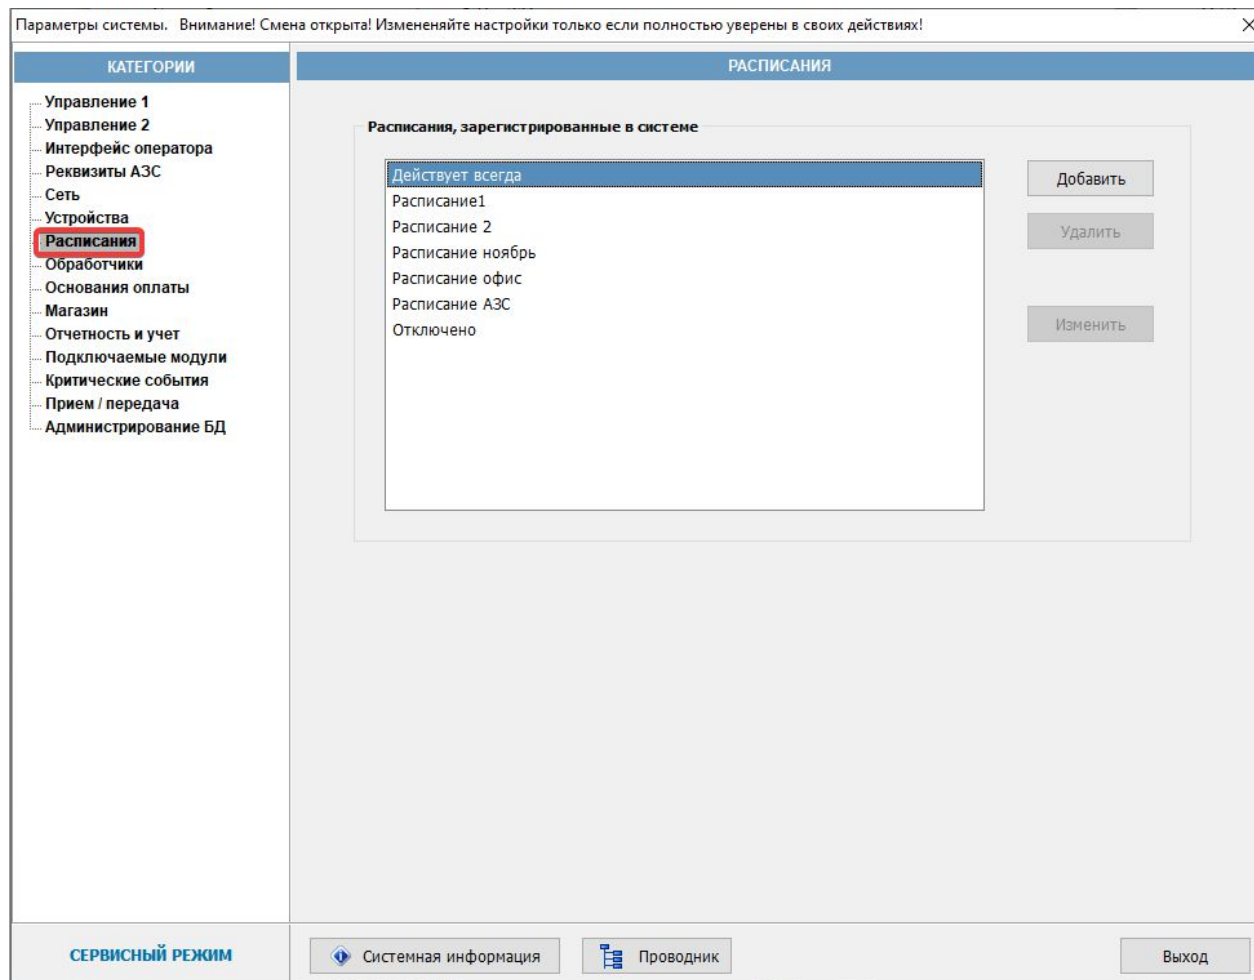 Параметры системы. Внимание! Смена открыта! Измененяйте настройки только если полностью уверены в своих действиях!
КАТЕГОРИИ
Управление 1
Управление 2
Интерфейс оператора
Реквизиты АЗС
Сеть
Устройства
Расписания
Обработчики
Основания оплаты
Магазин
Отчетность и учет
Подключаемые модули
Критические события
Прием / передача
Администрирование БД
РАСПИСАНИЯ
Расписания, зарегистрированные в системе
Действует всегда
Расписание1
Расписание 2
Расписание ноябрь
Расписание офис
Расписание АЗС
Отключено
Добавить
Удалить
Изменить
СЕРВИСНЫЙ РЕЖИМ
Системная информация
Проводник
Выход